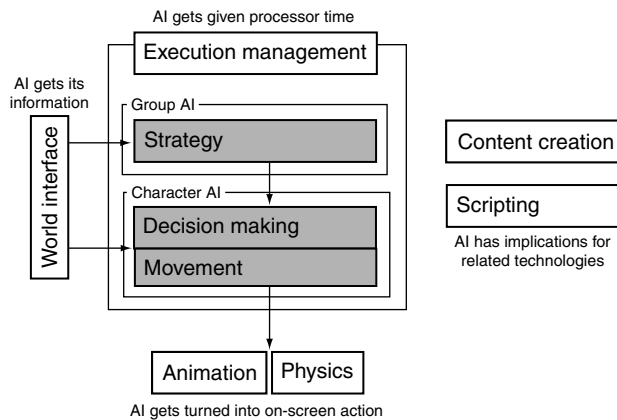 AI gets given processor time
Execution management
AI gets its
information
Group AI
Strategy
World interface
Character AI
Decision making
Movement
Animation
Physics
AI gets turned into on-screen action
Content creation
Scripting
AI has implications for
related technologies